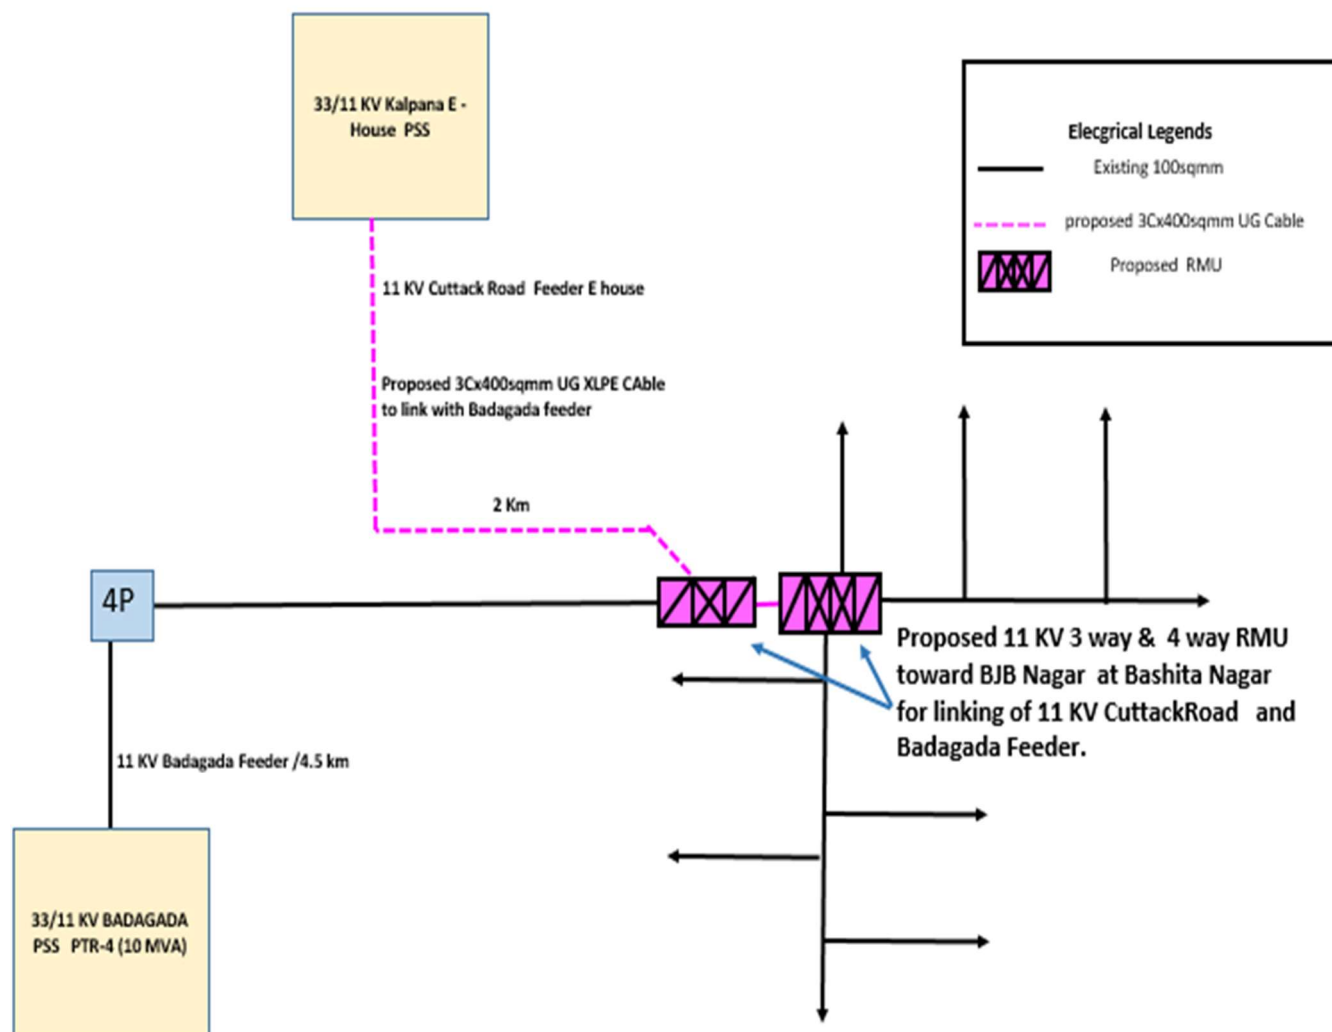 33/11 KV Kalpana E -
House PSS
Elecgrical Legends
Existing 100sqmm
proposed 3Cx400sqmm UG Cable
Proposed RMU
11 KV Cuttack Road Feeder E house
Proposed 3Cx400sqmm UG XLPE CAble
to link with Badagada feeder
2 Km
4P
Proposed 11 KV 3 way & 4 way RMU
toward BJB Nagar at Bashita Nagar
for linking of 11 KV CuttackRoad and
Badagada Feeder.
11 KV Badagada Feeder /4.5 km
33/11 KV BADAGADA
PSS PTR-4 (10 MVA)